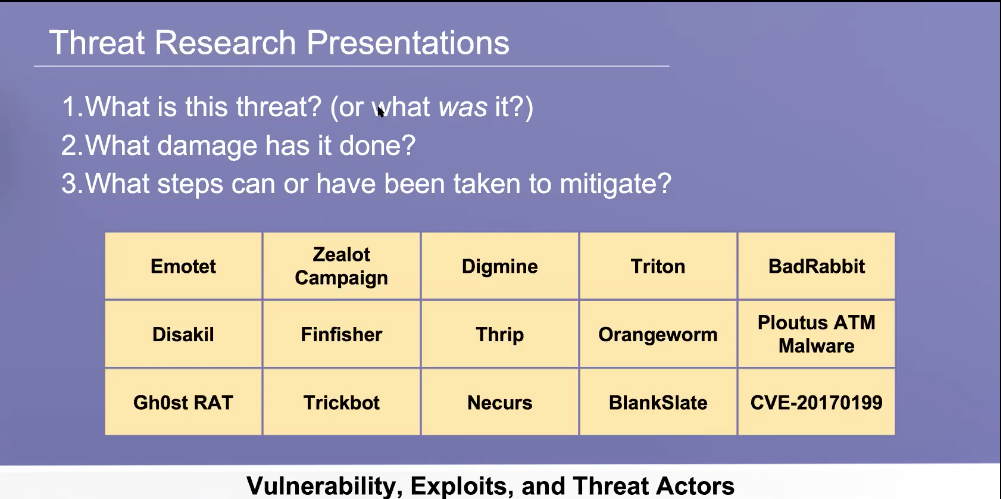 Threat Research Presentations
1.What is this threat? (or what was it?)
2.What damage has it done?
3.What steps can or have been taken to mitigate?
Emotet
Zealot
Campaign
Digmine
Triton
BadRabbit
Disakil
Finfisher
Thrip
Orangeworm
Ploutus ATM
Malware
Gh0st RAT
Trickbot
Necurs
BlankSlate
CVE-20170199
Vulnerability, Exploits, and Threat Actors